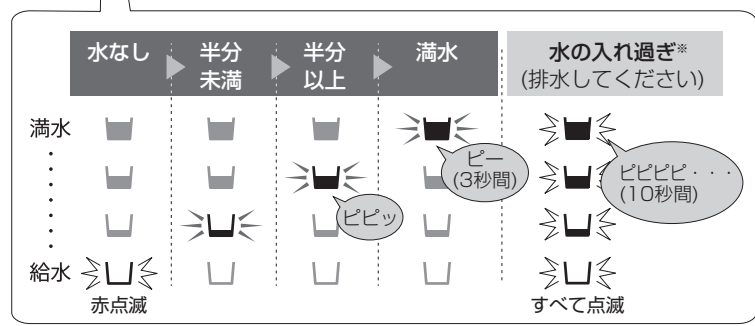 水なし
半分
未満
半分
以上
満水
水の入れ過ぎ※
(排水してください)
満水
ピー
(3秒間)
ピピピピ・・・
(10秒間)
ピピッ
給水
赤点滅
すべて点滅